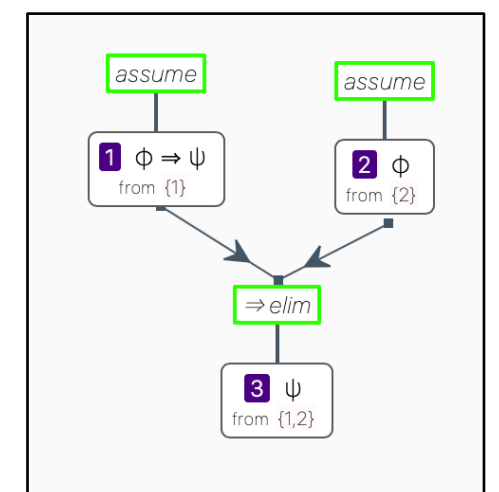 assume
assume
1 Φ ⇒ ψ
from {1}
2 Φ
from {2}
⇒ elim
3 ψ
from {1,2}